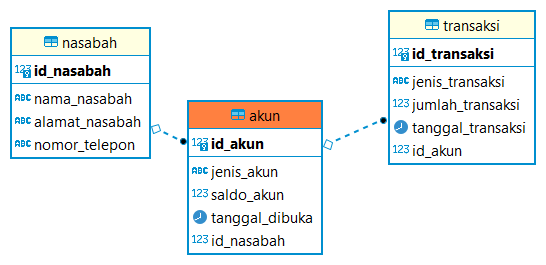 nasabah
123 id_nasabah
ABC nama_nasabah
ABC alamat_nasabah
ABC nomor_telepon
akun
123 id_akun
ABC jenis_akun
123 saldo_akun
tanggal_dibuka
123 id_nasabah
transaksi
123 id_transaksi
ABC jenis_transaksi
123 jumlah_transaksi
tanggal_transaksi
123 id_akun